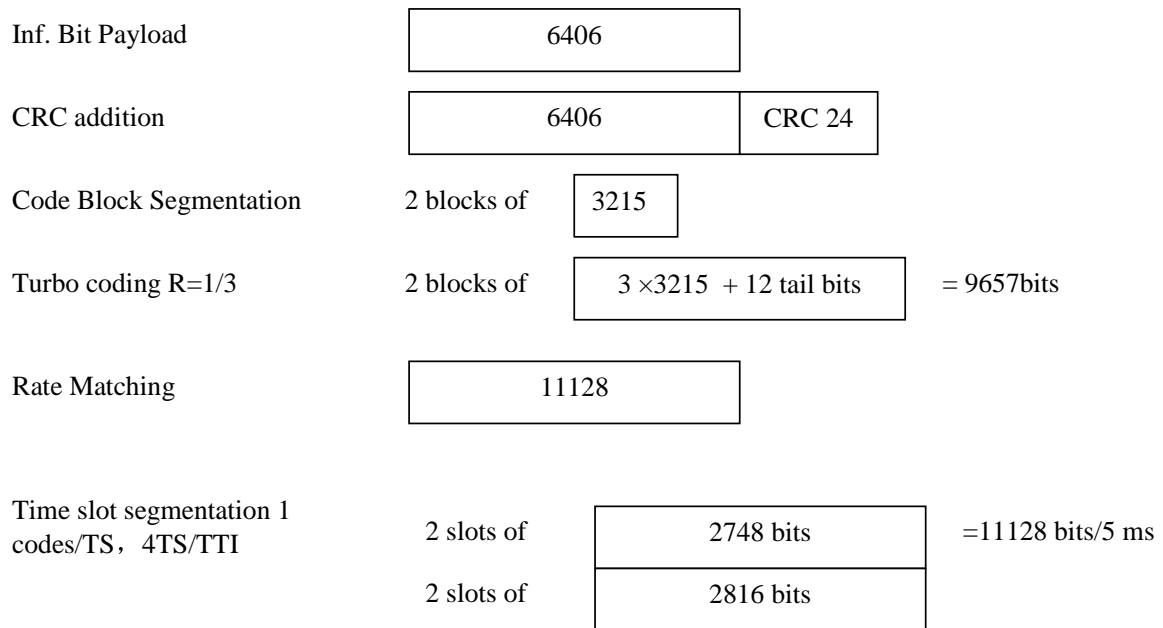 Inf. Bit Payload 6406
CRC addition 6406 CRC 24
Code Block Segmentation 2 blocks of 3215
Turbo coding R=1/3 2 blocks of 3 ×3215 + 12 tail bits = 9657bits
Rate Matching 11128
Time slot segmentation 1
codes/TS，4TS/TTI 2 slots of 2748 bits =11128 bits/5 ms
2 slots of 2816 bits